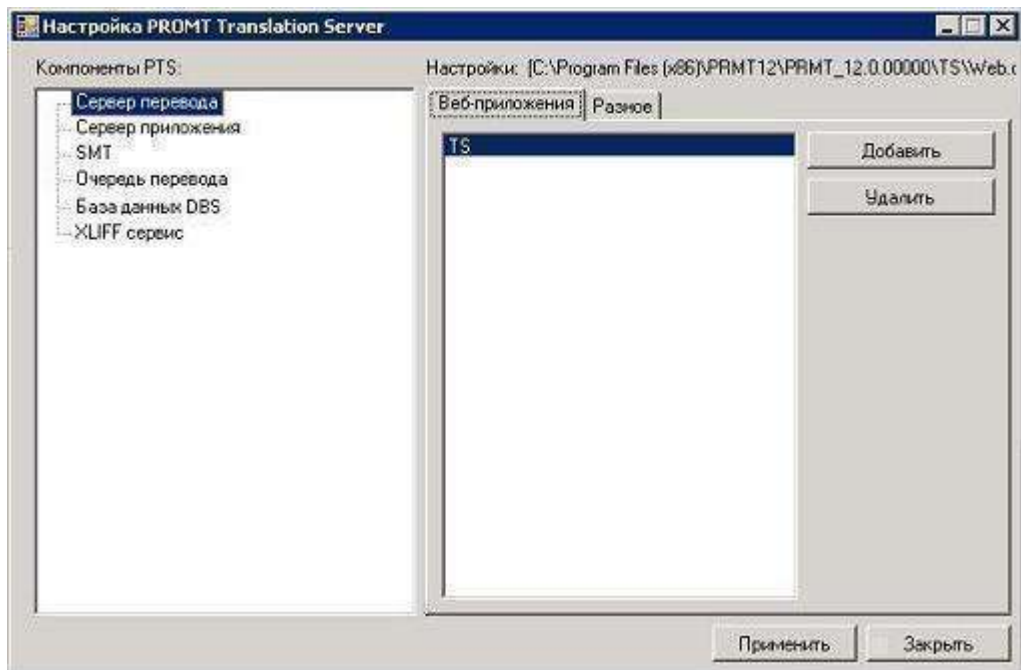 Настройка PROMT Translation Server
Компоненты PTS:
Сервер перевода
Сервер приложения
SMT
Очередь перевода
База данных DBS
XLIFF сервис
Настройки: [C:\Program Files (x86)\PRMT12\PRMT_12.0.00000\TS\Web.c
Веб-приложения
Разное
TS
Добавить
Удалить
Применить
Закрыть